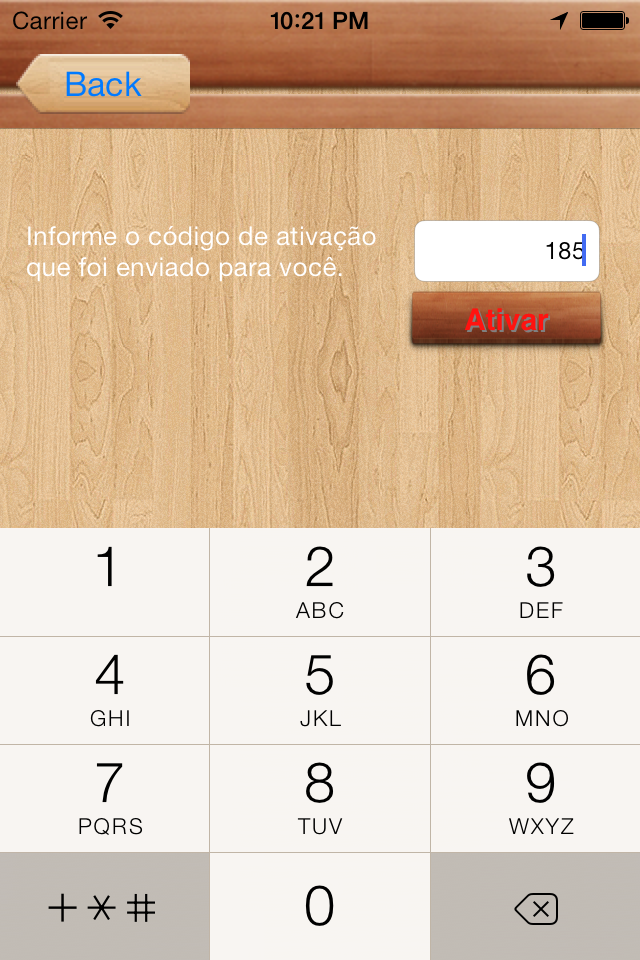 Carrier 10:21 PM
Back
Informe o código de ativação
que foi enviado para você.
185
Ativar
1 2 3
ABC DEF
4 5 6
GHI JKL MNO
7 8 9
PQRS TUV WXYZ
+*# 0